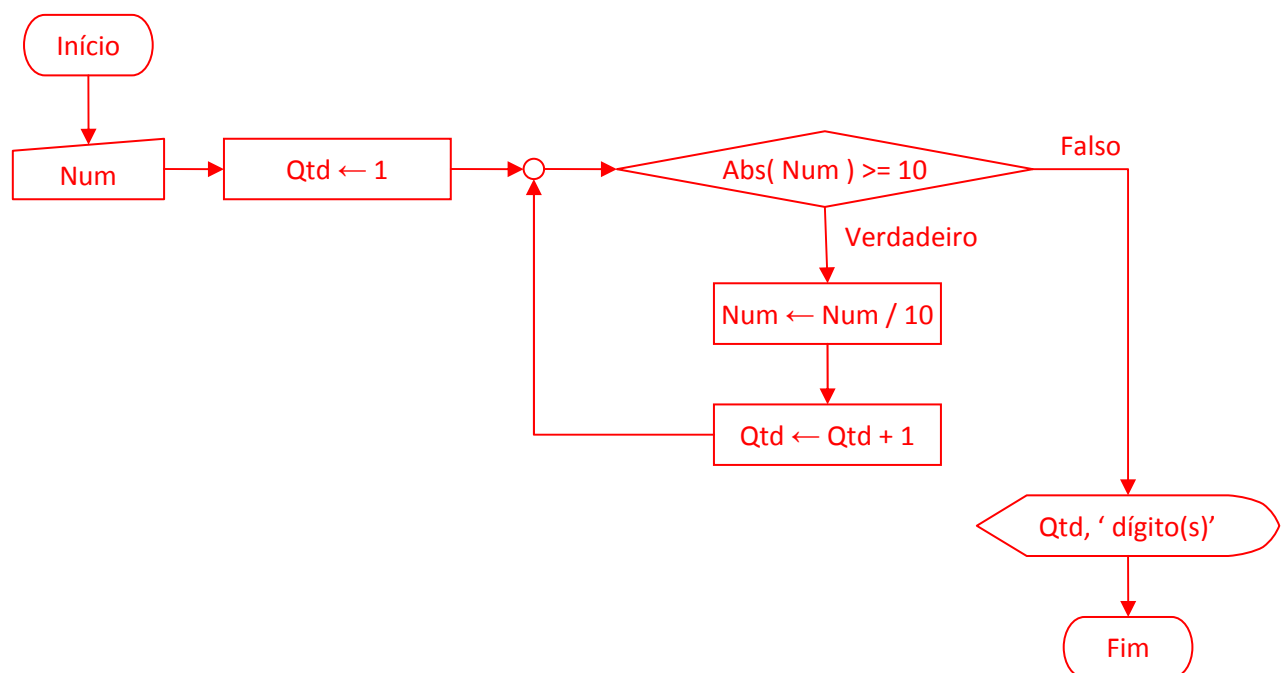 Início
Num
Qtd ← 1
Abs( Num ) >= 10
Falso
Verdadeiro
Num ← Num / 10
Qtd ← Qtd + 1
Qtd, ‘ dígito(s)’
Fim